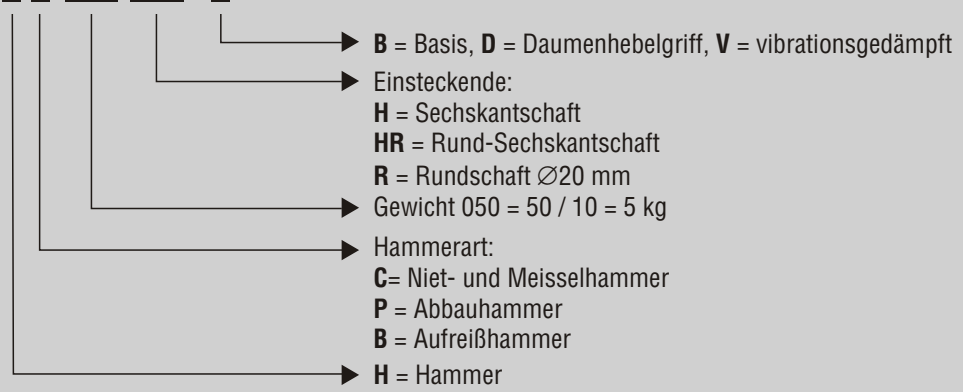 B = Basis, D = Daumenhebelgriff, V = vibrationsgedämpft
Einsteckende:
H = Sechskantschaft
HR = Rund-Sechskantschaft
R = Rundschaft ∅20 mm
Gewicht 050 = 50 / 10 = 5 kg
Hammerart:
C= Niet- und Meisselhammer
P = Abbauhammer
B = Aufreißhammer
H = Hammer